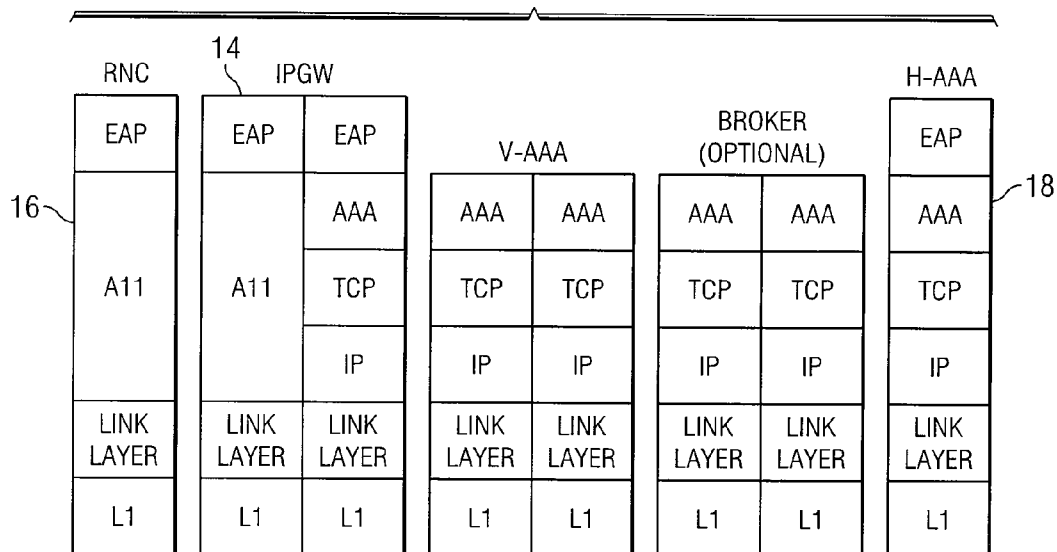 14
RNC IPGW H-AAA
BROKER
V-AAA (OPTIONAL)
EAP EAP EAP EAP
16 18
AAA AAA AAA AAA AAA AAA
A11 A11 TCP TCP TCP TCP TCP TCP
IP IP IP IP IP IP
LINK LINK LINK LINK LINK LINK LINK LINK
LAYER LAYER LAYER LAYER LAYER LAYER LAYER LAYER
L1 L1 L1 L1 L1 L1 L1 L1